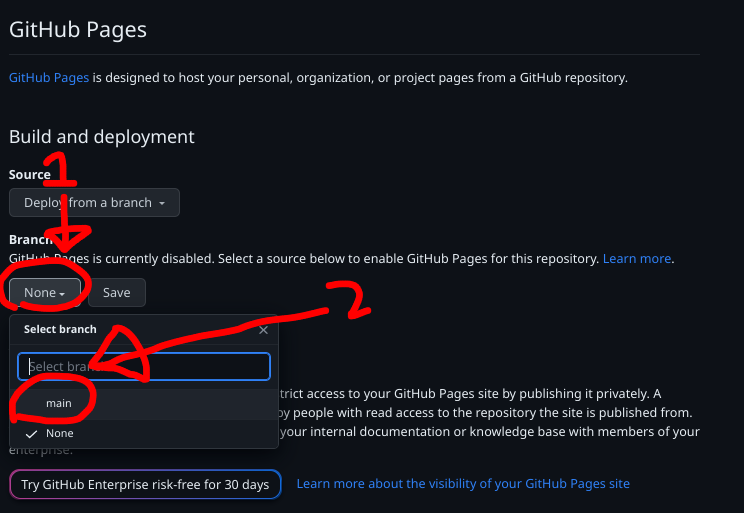 GitHub Pages
GitHub Pages is designed to host your personal, organization, or project pages from a GitHub repository.
Build and deployment
1
Source
Deploy from a branch
Branch
GitHub Pages is currently disabled. Select a source below to enable GitHub Pages for this repository. Learn more.
None
Save
2
Select branch
Select bran
trict access to your GitHub Pages site by publishing it privately. A
main
by people with read access to the repository the site is published from.
None
your internal documentation or knowledge base with members of your
enterprise.
Try GitHub Enterprise risk-free for 30 days
Learn more about the visibility of your GitHub Pages site